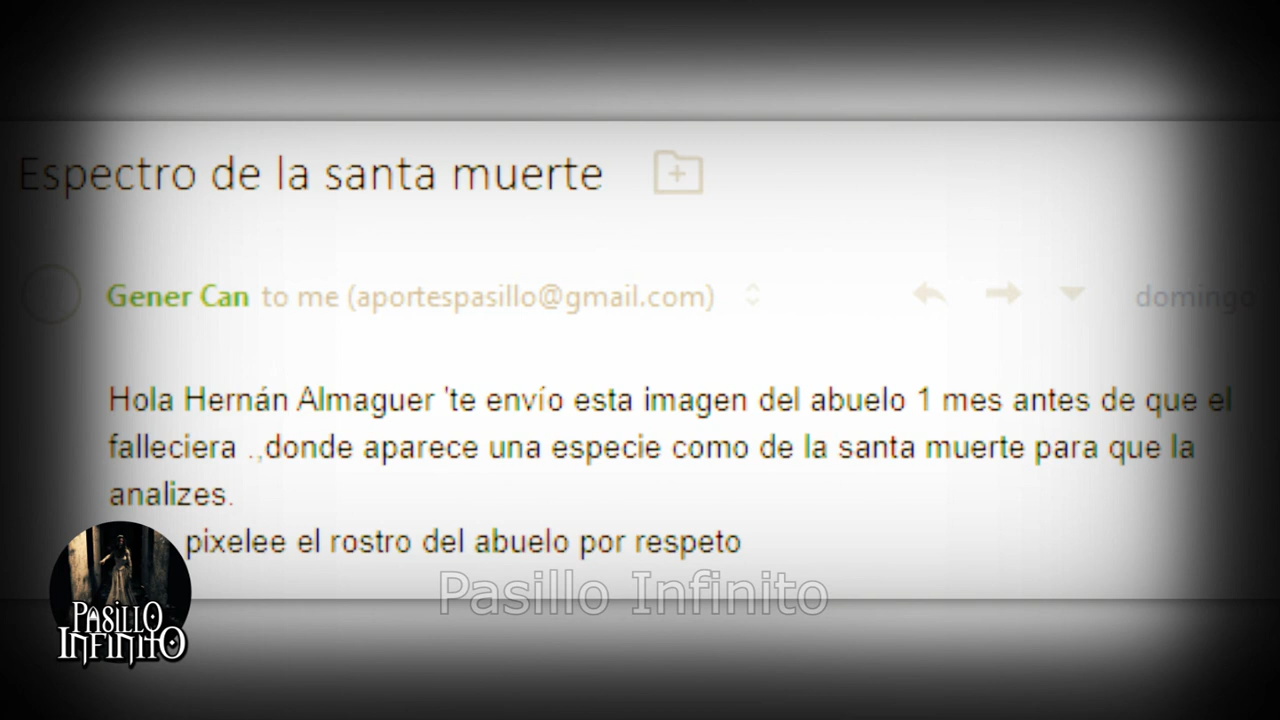 Espectro de la santa muerte
Gener Can to me (aportespasillo@gmail.com)
domingo
Hola Hernán Almaguer 'te envío esta imagen del abuelo 1 mes antes de que el
falleciera .,donde aparece una especie como de la santa muerte para que la
analizes.
pixelee el rostro del abuelo por respeto
Pasillo Infinito
PASILLO
INFINITO